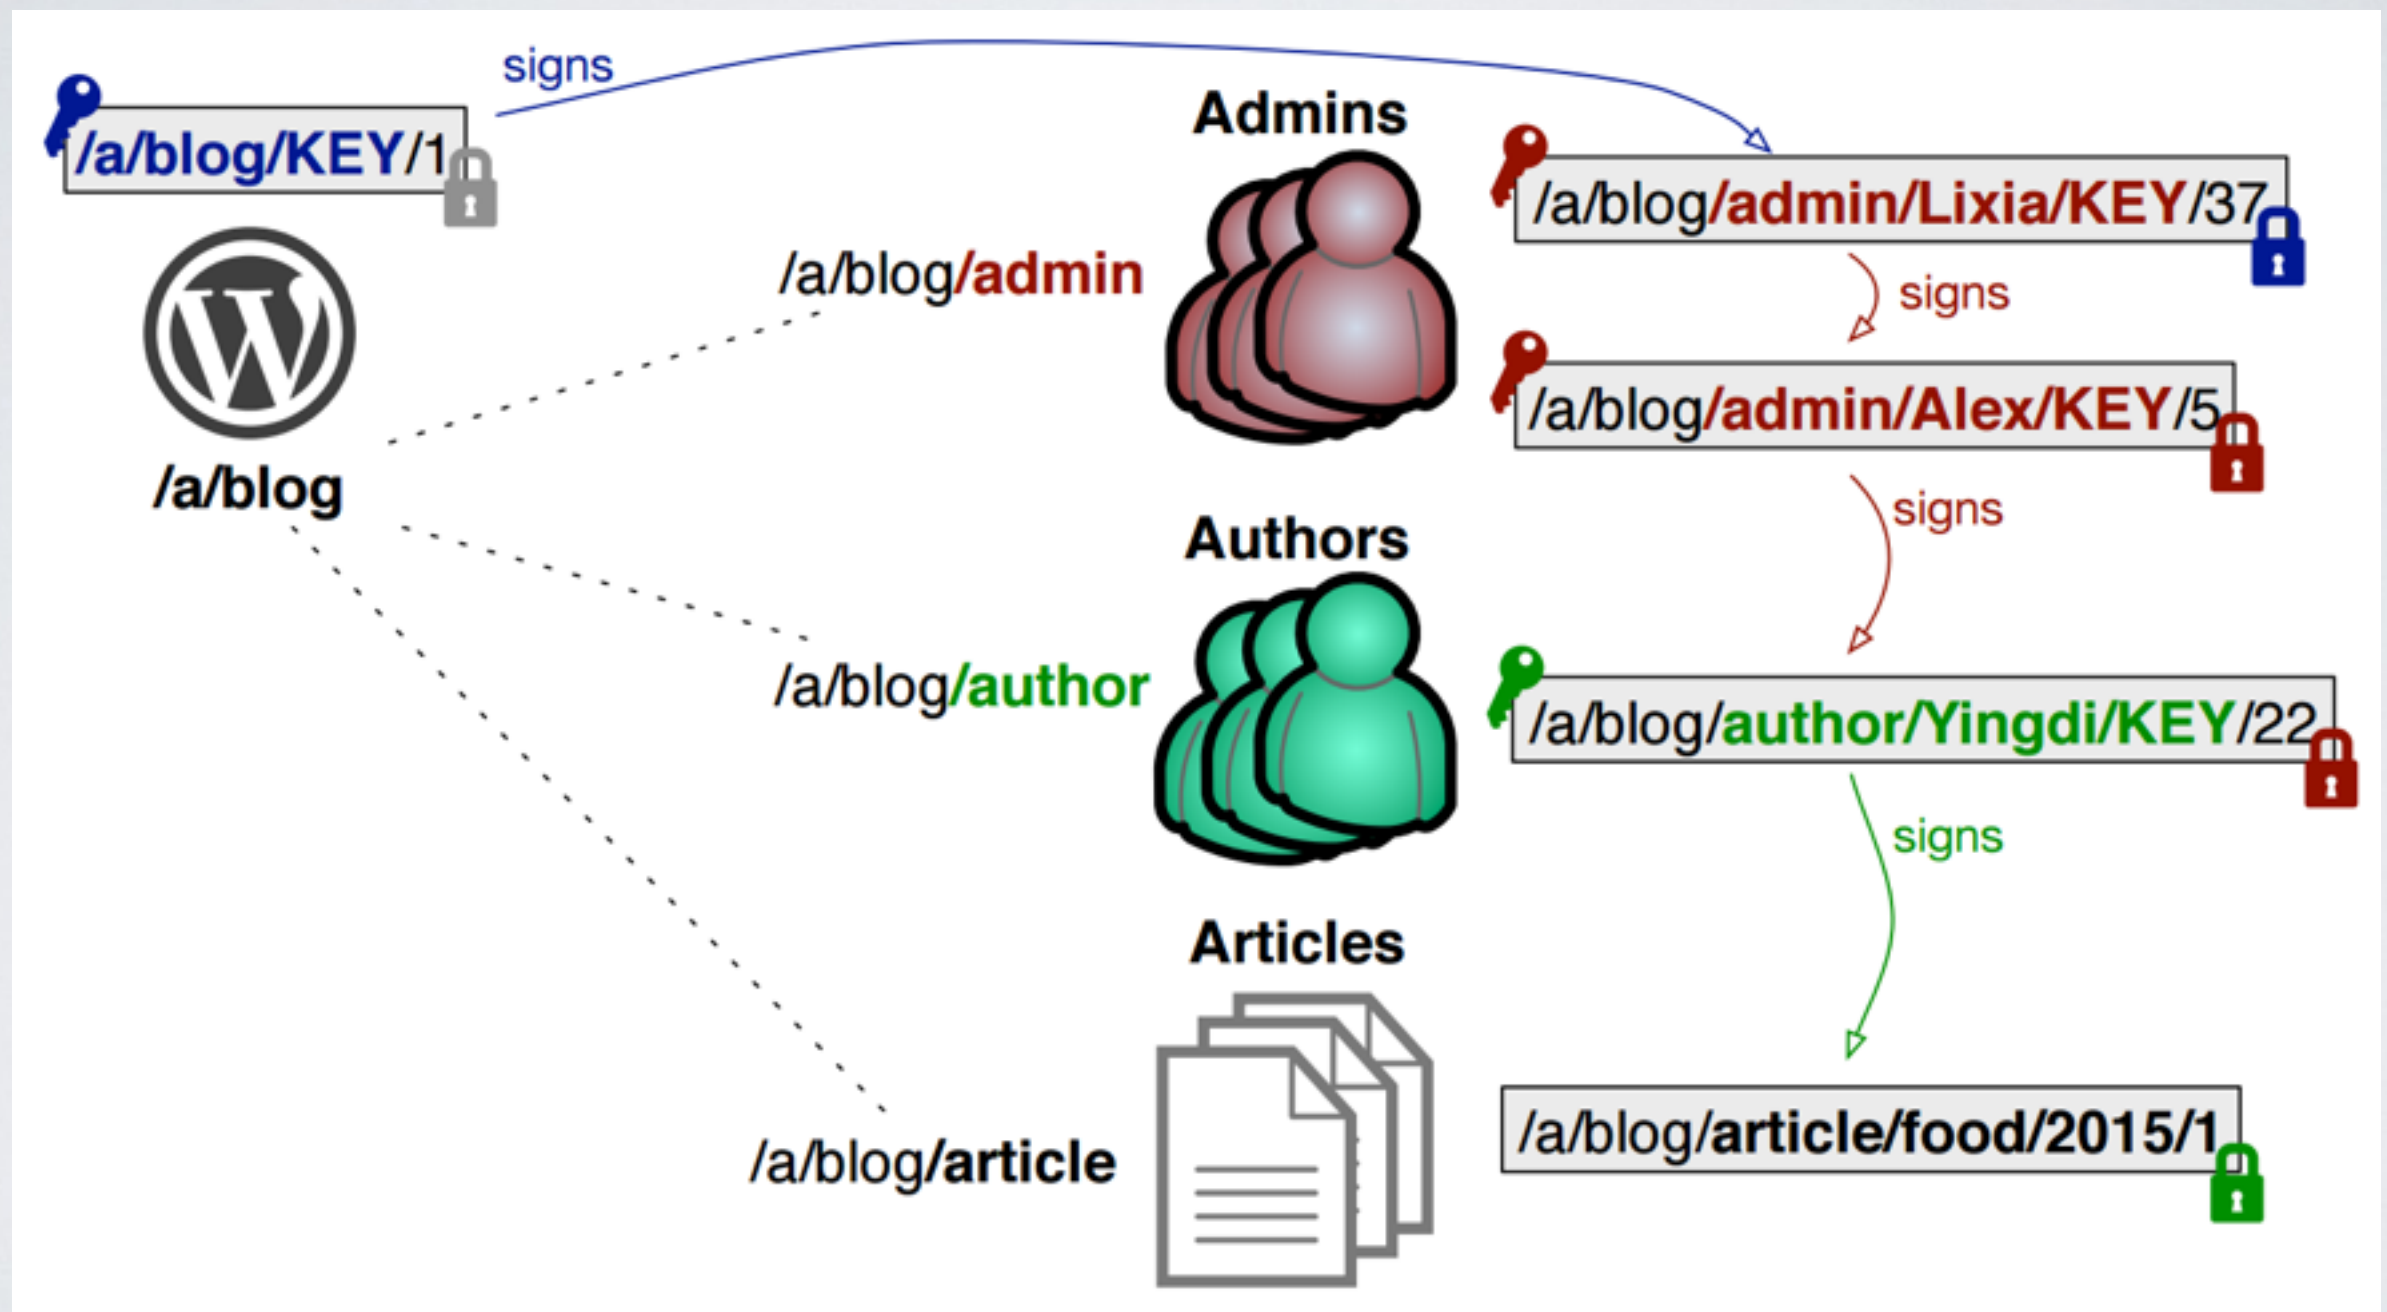 signs
/a/blog/KEY/1
Admins
/a/blog/admin/Lixia/KEY/37
/a/blog/admin
signs
/a/blog/admin/Alex/KEY/5
W
/a/blog
signs
Authors
/a/blog/author
/a/blog/author/Yingdi/KEY/22
signs
Articles
/a/blog/article
/a/blog/article/food/2015/1